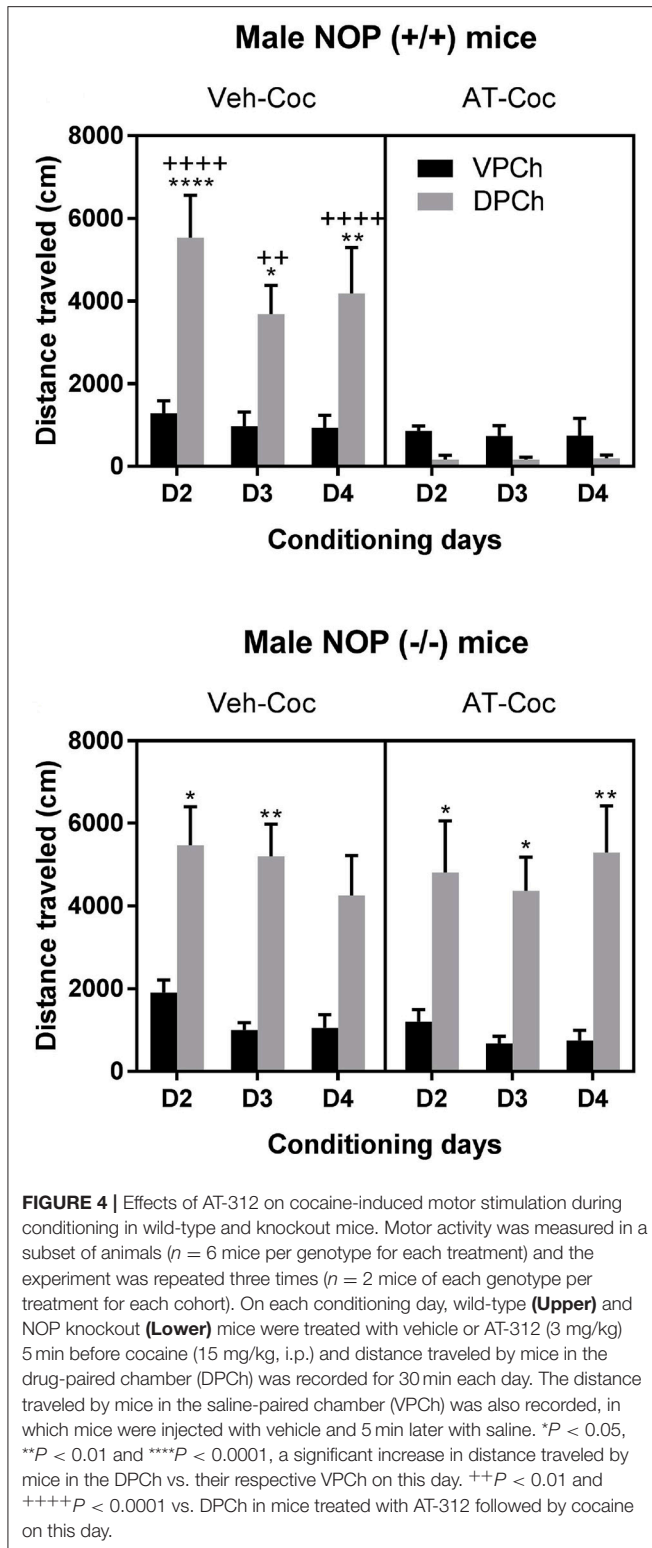 Male NOP (+/+) mice
Veh-Coc AT-Coc
8000
6000
4000
2000
0
Distance traveled (cm)
++++
****
++
*
++++
**
VPCh
DPCh
D2 D3 D4 D2 D3 D4
Conditioning days
Male NOP (-/-) mice
Veh-Coc AT-Coc
8000
6000
4000
2000
0
Distance traveled (cm)
*
**
*
*
**
D2 D3 D4 D2 D3 D4
Conditioning days
FIGURE 4 | Effects of AT-312 on cocaine-induced motor stimulation during
conditioning in wild-type and knockout mice. Motor activity was measured in a
subset of animals (n = 6 mice per genotype for each treatment) and the
experiment was repeated three times (n = 2 mice of each genotype per
treatment for each cohort). On each conditioning day, wild-type (Upper) and
NOP knockout (Lower) mice were treated with vehicle or AT-312 (3 mg/kg)
5 min before cocaine (15 mg/kg, i.p.) and distance traveled by mice in the
drug-paired chamber (DPCh) was recorded for 30 min each day. The distance
traveled by mice in the saline-paired chamber (VPCh) was also recorded, in
which mice were injected with vehicle and 5 min later with saline. *P < 0.05,
**P < 0.01 and ****P < 0.0001, a significant increase in distance traveled by
mice in the DPCh vs. their respective VPCh on this day. ++P < 0.01 and
++++P < 0.0001 vs. DPCh in mice treated with AT-312 followed by cocaine
on this day.